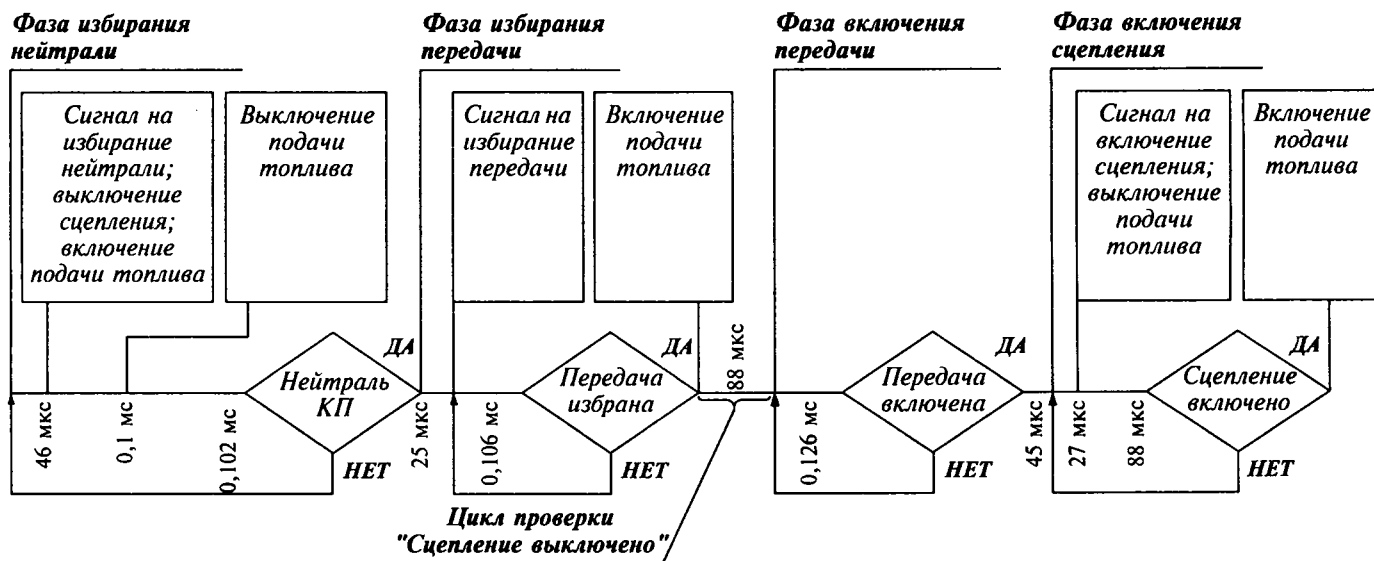 Фаза избирания
нейтрали
Фаза избирания
передачи
Фаза включения
передачи
Фаза включения
сцепления
Сигнал на
избирание
нейтрали;
выключение
сцепления;
включение
подачи топлива
Выключение
подачи
топлива
Сигнал на
избирание
передачи
Включение
подачи
топлива
Сигнал на
включение
сцепления;
выключение
подачи
топлива
Включение
подачи
топлива
46 мкс
0,1 мс
0,102 мс
Нейтраль
КП
ДА
НЕТ
25 мкс
0,106 мс
Передача
избрана
ДА
НЕТ
88 мкс
0,126 мс
Передача
включена
ДА
НЕТ
45 мкс
27 мкс
88 мкс
Сцепление
включено
ДА
НЕТ
Цикл проверки
"Сцепление выключено"